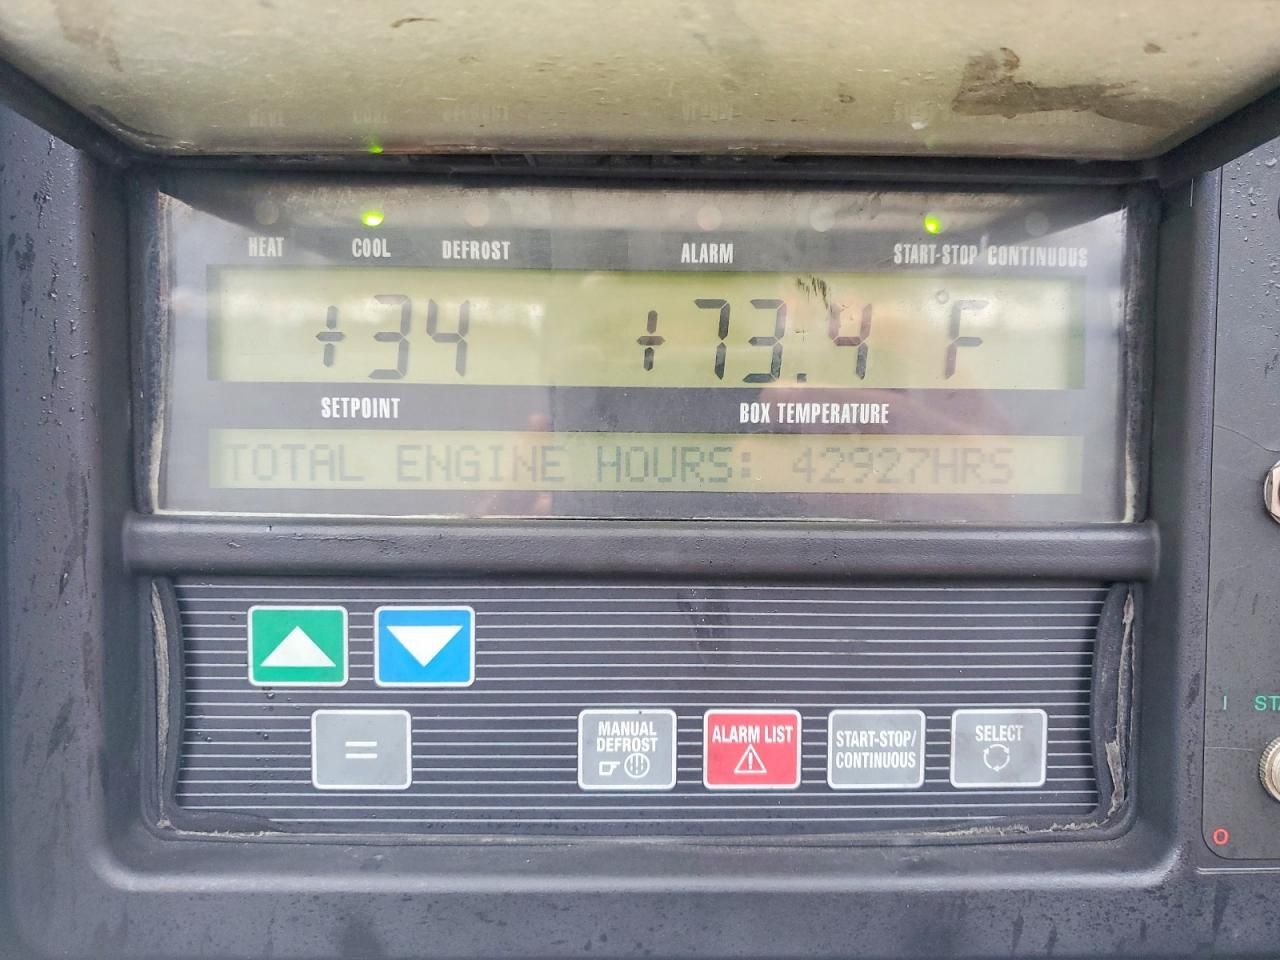 HEAT COOL DEFROST ALARM START-STOP CONTINUOUS
+34 +73.4 °F
SETPOINT BOX TEMPERATURE
TOTAL ENGINE HOURS: 42927HRS
=
MANUAL DEFROST
ALARM LIST
START-STOP/
CONTINUOUS
SELECT
I
O